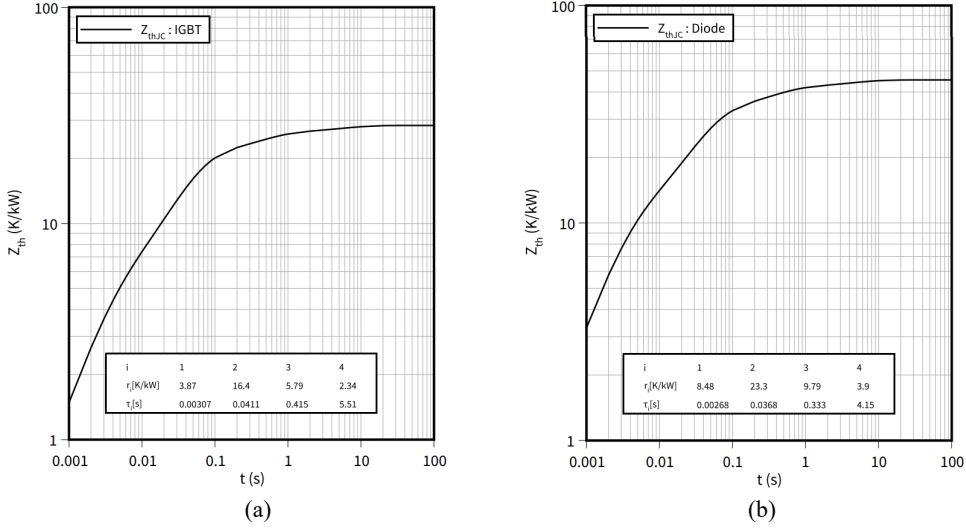 100
Z_thJC : IGBT
10
1
Z_th (K/kW)
i 1 2 3 4
r_i[K/kW] 3.87 16.4 5.79 2.34
τ_i[s] 0.00307 0.0411 0.415 5.51
0.001 0.01 0.1 1 10 100
t (s)
(a)
100
Z_thJC : Diode
10
1
Z_th (K/kW)
i 1 2 3 4
r_i[K/kW] 8.48 23.3 9.79 3.9
τ_i[s] 0.00268 0.0368 0.333 4.15
0.001 0.01 0.1 1 10 100
t (s)
(b)